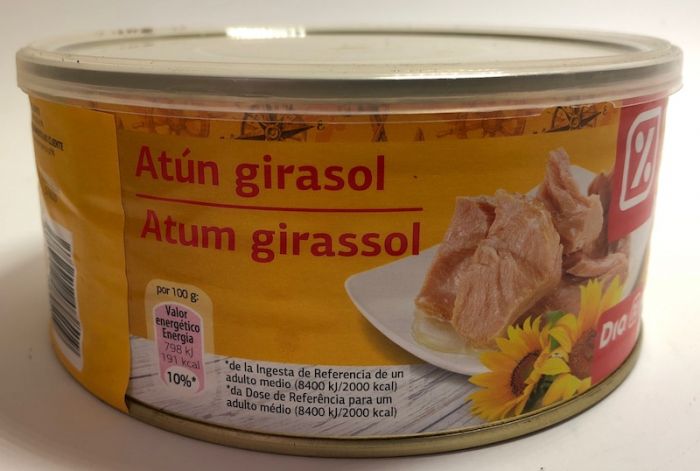 Atún girasol
Atum girassol
por 100 g:
Valor
energético
Energia
798 kJ
191 kcal
10%*
*de la Ingesta de Referencia de un
adulto medio (8400 kJ/2000 kcal)
*da Dose de Referência para um
adulto médio (8400 kJ/2000 kcal)
Dia